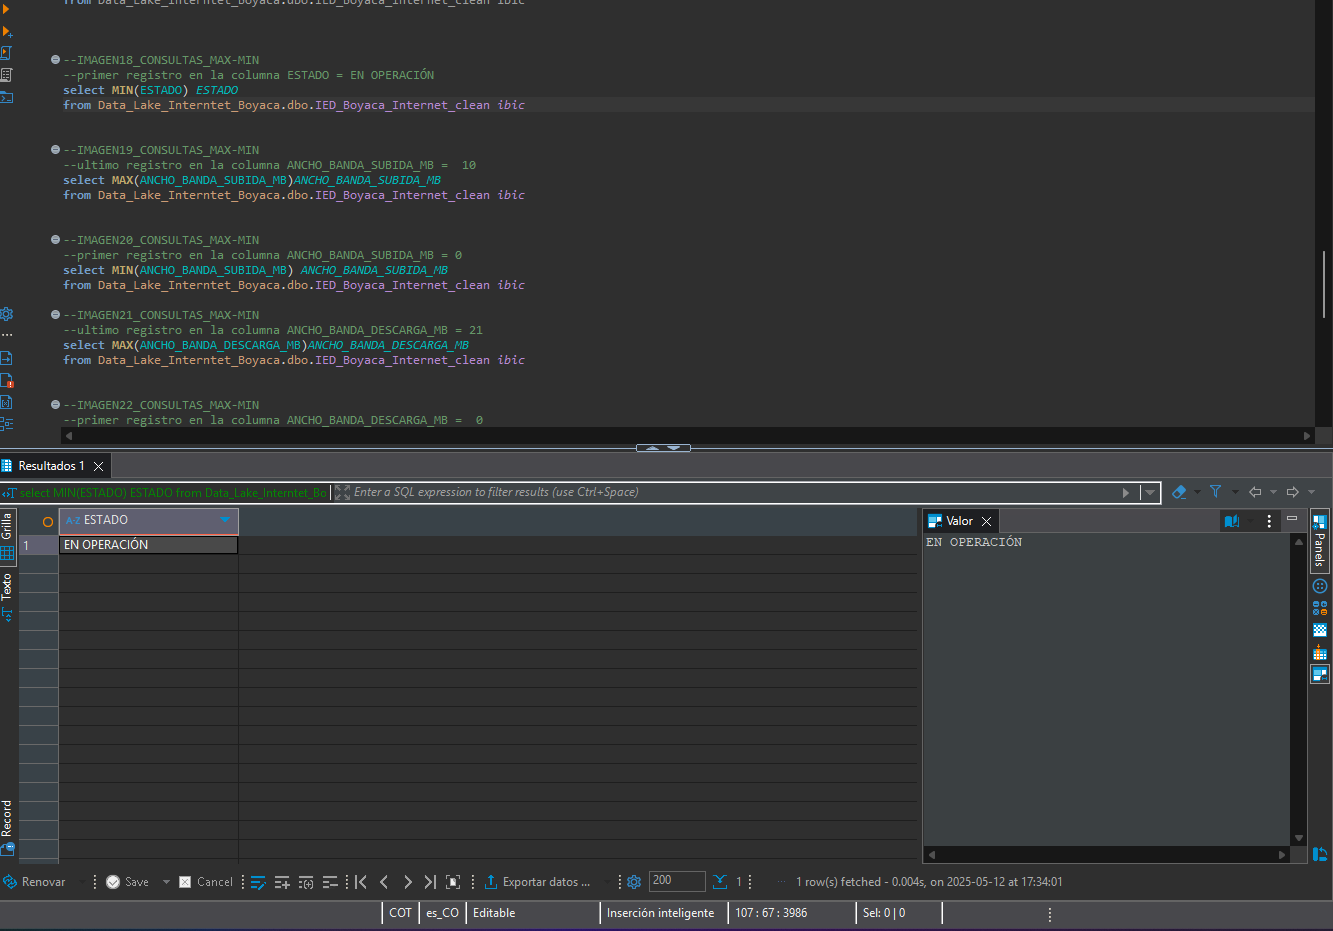 from Data_Lake_Interntet_Boyaca.dbo.IED_Boyaca_Internet_clean ibic
--IMAGEN18_CONSULTAS_MAX-MIN
--primer registro en la columna ESTADO = EN OPERACIÓN
select MIN(ESTADO) ESTADO
from Data_Lake_Interntet_Boyaca.dbo.IED_Boyaca_Internet_clean ibic
--IMAGEN19_CONSULTAS_MAX-MIN
--ultimo registro en la columna ANCHO_BANDA_SUBIDA_MB =  10
select MAX(ANCHO_BANDA_SUBIDA_MB)ANCHO_BANDA_SUBIDA_MB
from Data_Lake_Interntet_Boyaca.dbo.IED_Boyaca_Internet_clean ibic
--IMAGEN20_CONSULTAS_MAX-MIN
--primer registro en la columna ANCHO_BANDA_SUBIDA_MB = 0
select MIN(ANCHO_BANDA_SUBIDA_MB) ANCHO_BANDA_SUBIDA_MB
from Data_Lake_Interntet_Boyaca.dbo.IED_Boyaca_Internet_clean ibic
--IMAGEN21_CONSULTAS_MAX-MIN
--ultimo registro en la columna ANCHO_BANDA_DESCARGA_MB = 21
select MAX(ANCHO_BANDA_DESCARGA_MB)ANCHO_BANDA_DESCARGA_MB
from Data_Lake_Interntet_Boyaca.dbo.IED_Boyaca_Internet_clean ibic
--IMAGEN22_CONSULTAS_MAX-MIN
--primer registro en la columna ANCHO_BANDA_DESCARGA_MB =  0
Resultados 1
select MIN(ESTADO) ESTADO from Data_Lake_Interntet_Bo
Enter a SQL expression to filter results (use Ctrl+Space)
Grilla
Texto
Record
A-Z ESTADO
1 EN OPERACIÓN
Valor
EN OPERACIÓN
Panels
Renovar Save Cancel Exportar datos ... 200 1 1 row(s) fetched - 0.004s, on 2025-05-12 at 17:34:01
COT es_CO Editable Inserción inteligente 107 : 67 : 3986 Sel: 0 | 0